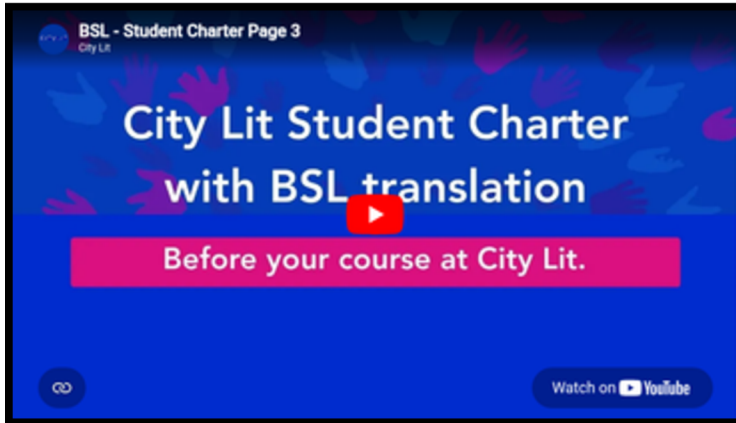 BSL - Student Charter Page 3
City Lit
City Lit Student Charter
with BSL translation
Before your course at City Lit.
Watch on YouTube